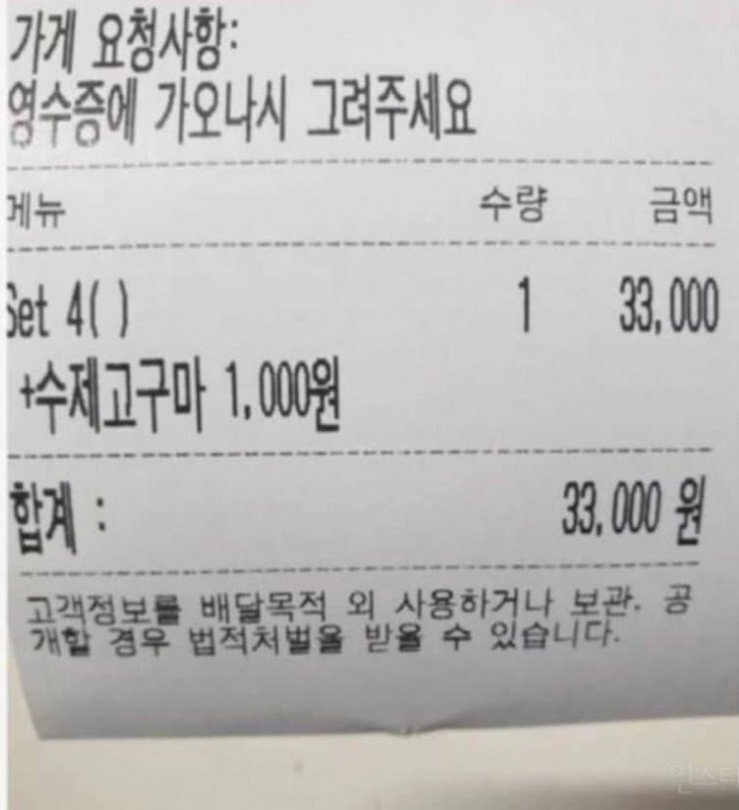 가게 요청사항:
영수증에 가오나시 그려주세요
메뉴 수량 금액
Set 4( ) 1 33,000
+수제고구마 1,000원
합계 : 33,000 원
고객정보를 배달목적 외 사용하거나 보관. 공
개할 경우 법적처벌을 받을 수 있습니다.